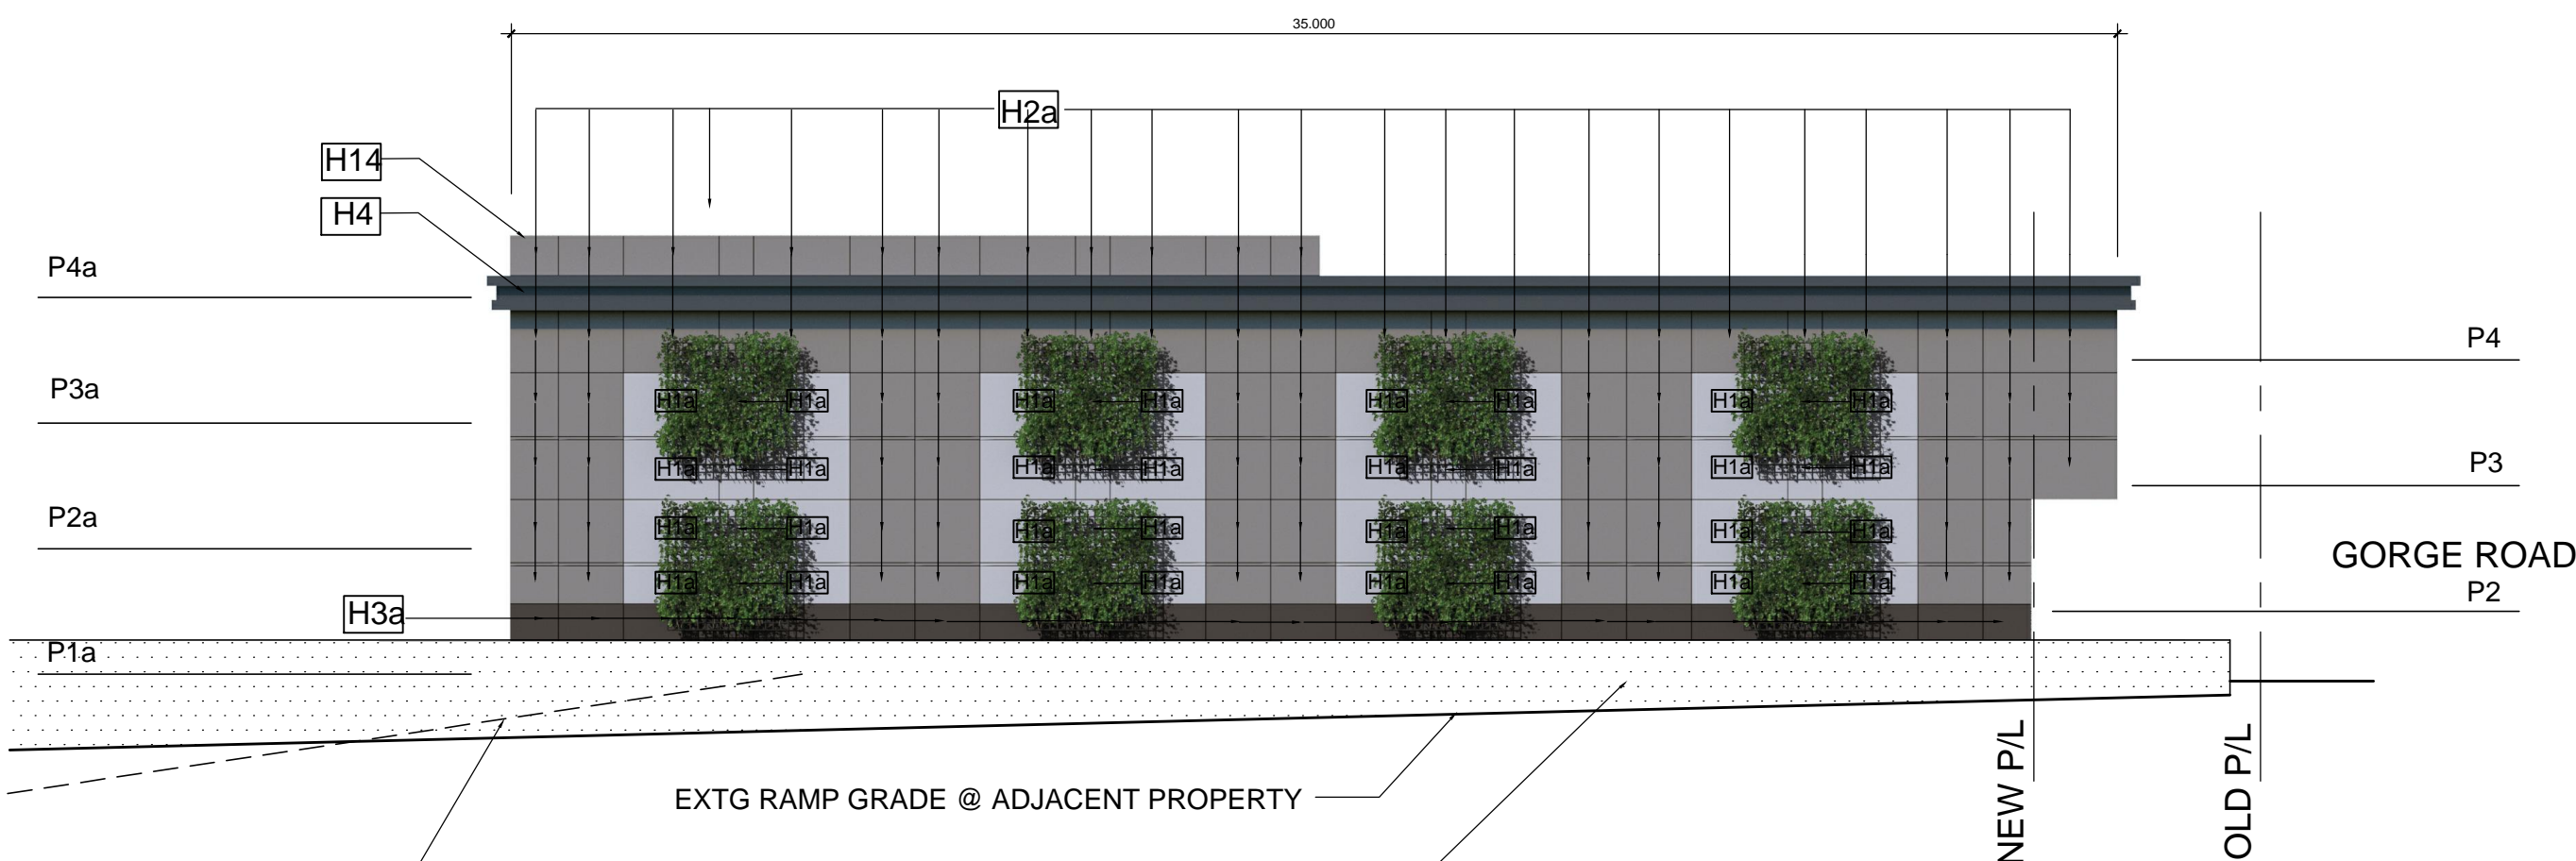 35.000
H2a
H14
H4
P4a
P4
P3a
H1a H1a H1a H1a H1a H1a H1a H1a
P3
H1a H1a H1a H1a H1a H1a H1a H1a
P2a
H1a H1a H1a H1a H1a H1a H1a H1a
GORGE ROAD
H1a H1a H1a H1a H1a H1a H1a H1a
P2
H3a
P1a
EXTG RAMP GRADE @ ADJACENT PROPERTY
NEW P/L
OLD P/L